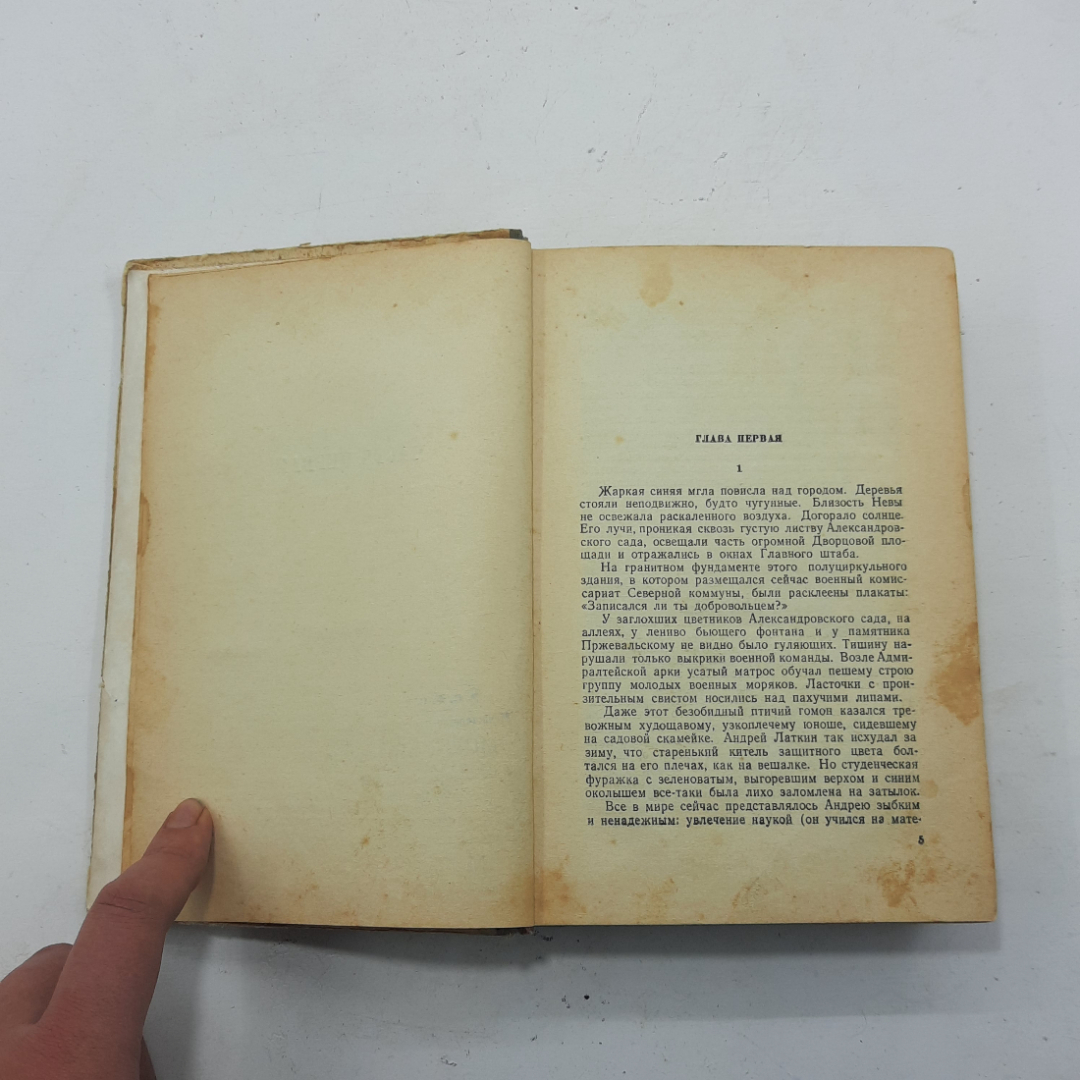 ГЛАВА ПЕРВАЯ
1
Жаркая синяя мгла повисла над городом. Деревья
стояли неподвижно, будто чугунные. Близость Невы
не освежала раскаленного воздуха. Догорало солнце.
Его лучи, проникая сквозь густую листву Александров-
ского сада, освещали часть огромной Дворцовой пло-
щади и отражались в окнах Главного штаба.
На гранитном фундаменте этого полуциркульного
здания, в котором размещался сейчас военный комис-
сариат Северной коммуны, были расклеены плакаты:
«Записался ли ты добровольцем?»
У заглохших цветников Александровского сада, на
аллеях, у лениво бьющего фонтана и у памятника
Пржевальскому не видно было гуляющих. Тишину на-
рушали только выкрики военной команды. Возле Адми-
ралтейской арки усатый матрос обучал пешему строю
группу молодых военных моряков. Ласточки с прон-
зительным свистом носились над пахучими липами.
Даже этот безобидный птичий гомон казался тре-
вожным худощавому, узкоплечему юноше, сидевшему
на садовой скамейке. Андрей Латкин так исхудал за
зиму, что старенький китель защитного цвета бол-
тался на его плечах, как на вешалке. Но студенческая
фуражка с зеленоватым, выгоревшим верхом и синим
околышем все-таки была лихо заломлена на затылок.
Все в мире сейчас представлялось Андрею зыбким
и ненадежным: увлечение наукой (он учился на мате-
5